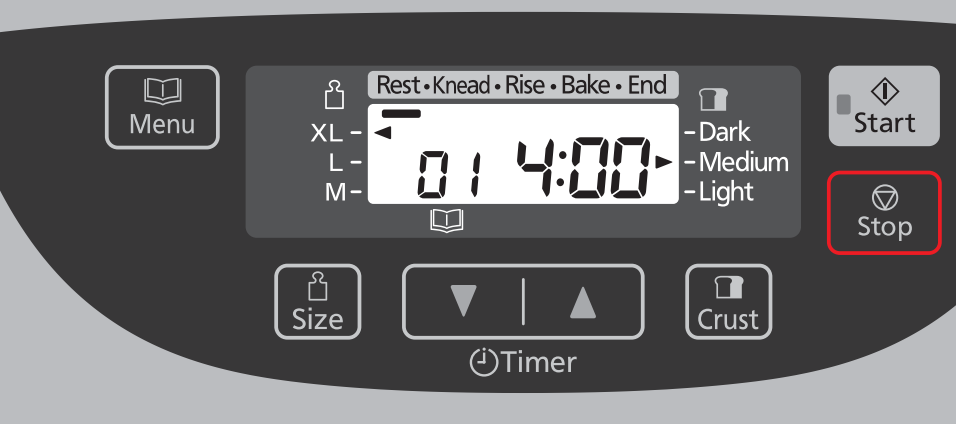 Rest • Knead • Rise • Bake • End
Menu
XL
L
M
01 4:00
Dark
Medium
Light
Start
Stop
Size
Timer
Crust